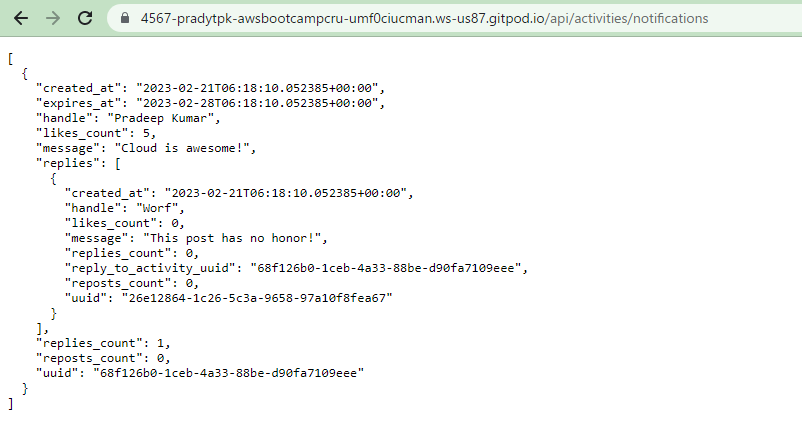 4567-pradytpk-awsbootcampcru-umf0ciucman.ws-us87.gitpod.io/api/activities/notifications
[
  {
    "created_at": "2023-02-21T06:18:10.052385+00:00",
    "expires_at": "2023-02-28T06:18:10.052385+00:00",
    "handle": "Pradeep Kumar",
    "likes_count": 5,
    "message": "Cloud is awesome!",
    "replies": [
      {
        "created_at": "2023-02-21T06:18:10.052385+00:00",
        "handle": "Worf",
        "likes_count": 0,
        "message": "This post has no honor!",
        "replies_count": 0,
        "reply_to_activity_uuid": "68f126b0-1ceb-4a33-88be-d90fa7109eee",
        "reposts_count": 0,
        "uuid": "26e12864-1c26-5c3a-9658-97a10f8fea67"
      }
    ],
    "replies_count": 1,
    "reposts_count": 0,
    "uuid": "68f126b0-1ceb-4a33-88be-d90fa7109eee"
  }
]